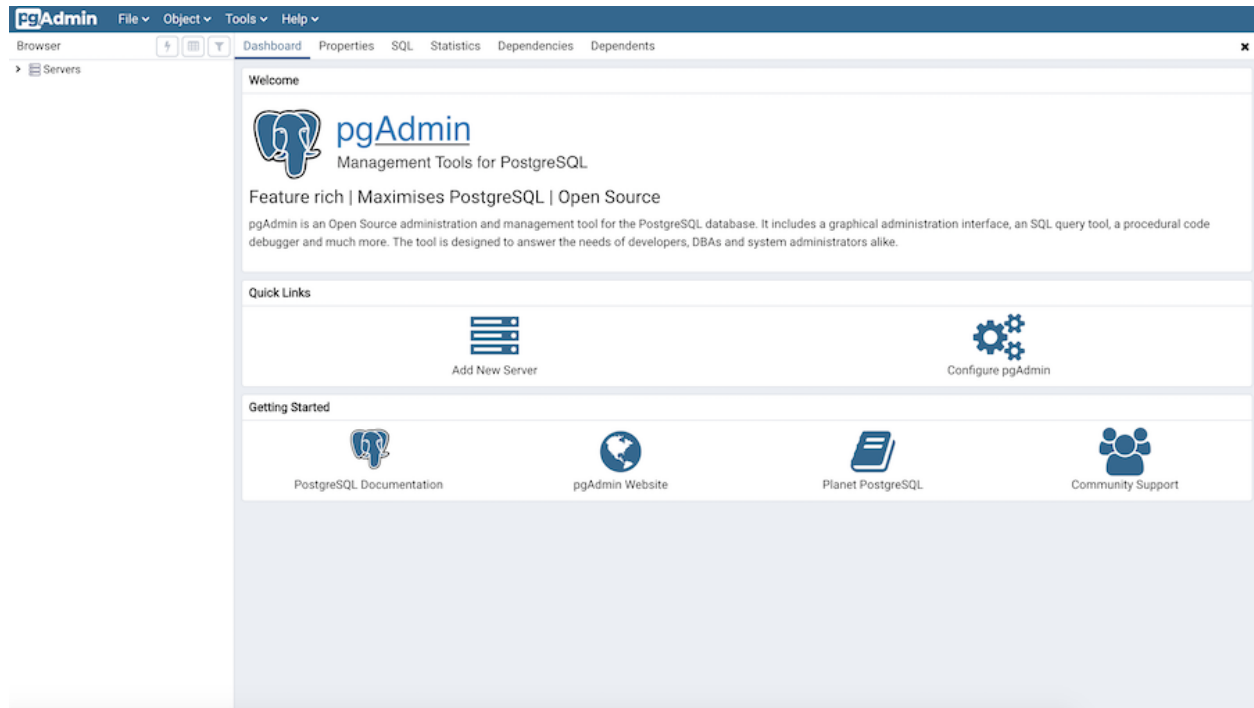 pgAdmin File Object Tools Help
Browser
Dashboard Properties SQL Statistics Dependencies Dependents
Servers
Welcome
pgAdmin
Management Tools for PostgreSQL
Feature rich | Maximises PostgreSQL | Open Source
pgAdmin is an Open Source administration and management tool for the PostgreSQL database. It includes a graphical administration interface, an SQL query tool, a procedural code
debugger and much more. The tool is designed to answer the needs of developers, DBAs and system administrators alike.
Quick Links
Add New Server
Configure pgAdmin
Getting Started
PostgreSQL Documentation
pgAdmin Website
Planet PostgreSQL
Community Support